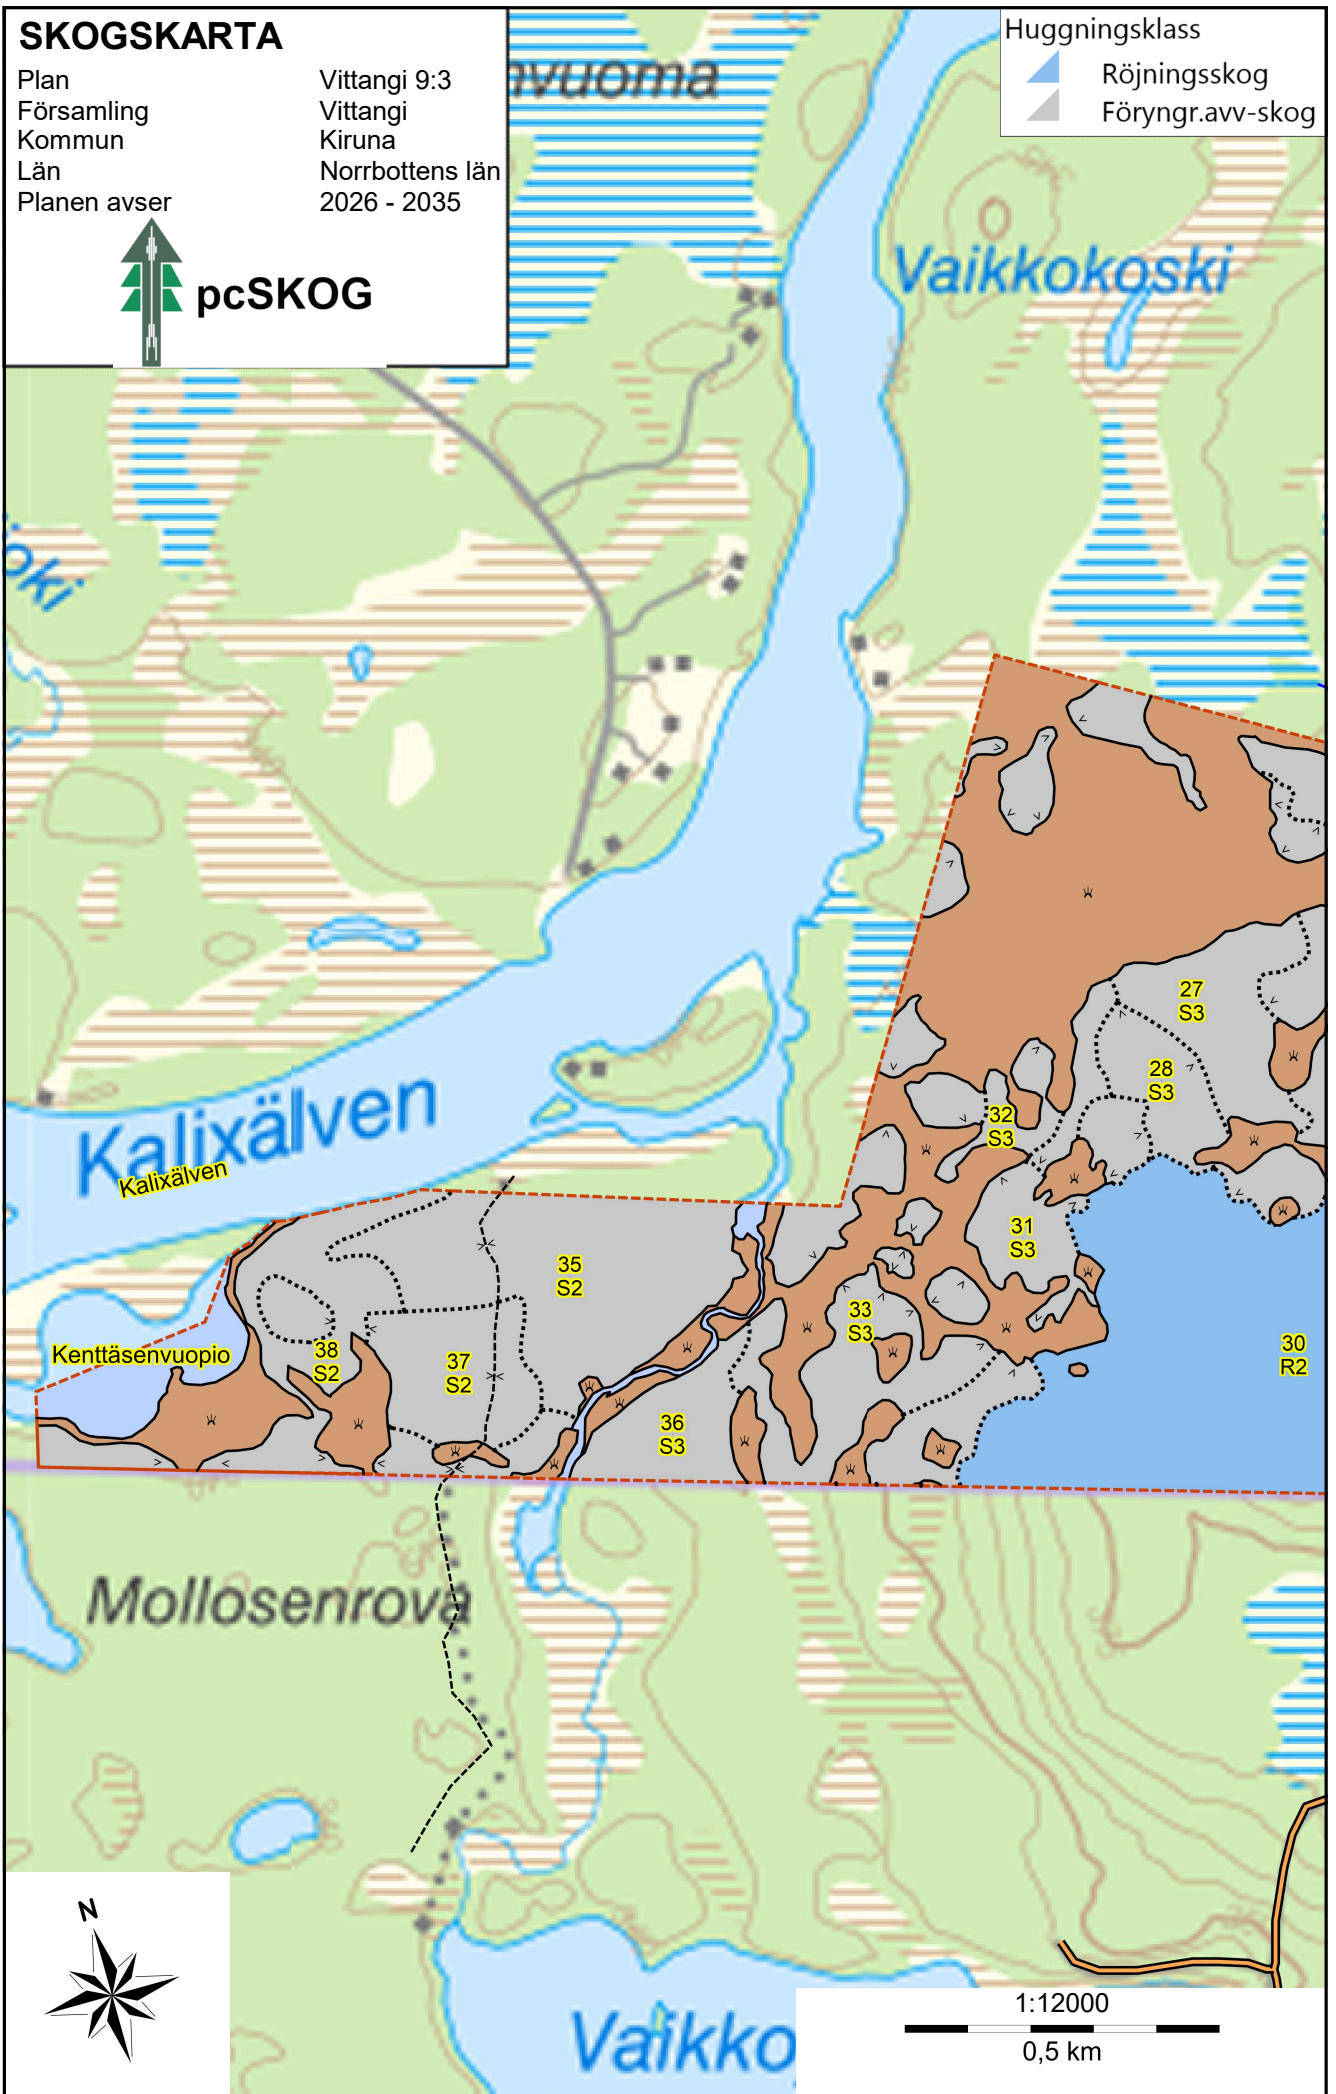 SKOGSKARTA
Plan Vittangi 9:3
Församling Vittangi
Kommun Kiruna
Län Norrbottens län
Planen avser 2026 - 2035
pcSKOG
Huggningsklass
Röjningsskog
Föryngr.avv-skog
Vaikkokoski
27
S3
28
S3
32
S3
Kalixälven
Kalixälven
31
S3
35
S2
33
S3
30
R2
Kenttäsenvuopio
38
S2
37
S2
36
S3
Mollosenrova
N
Vaikko
1:12000
0,5 km